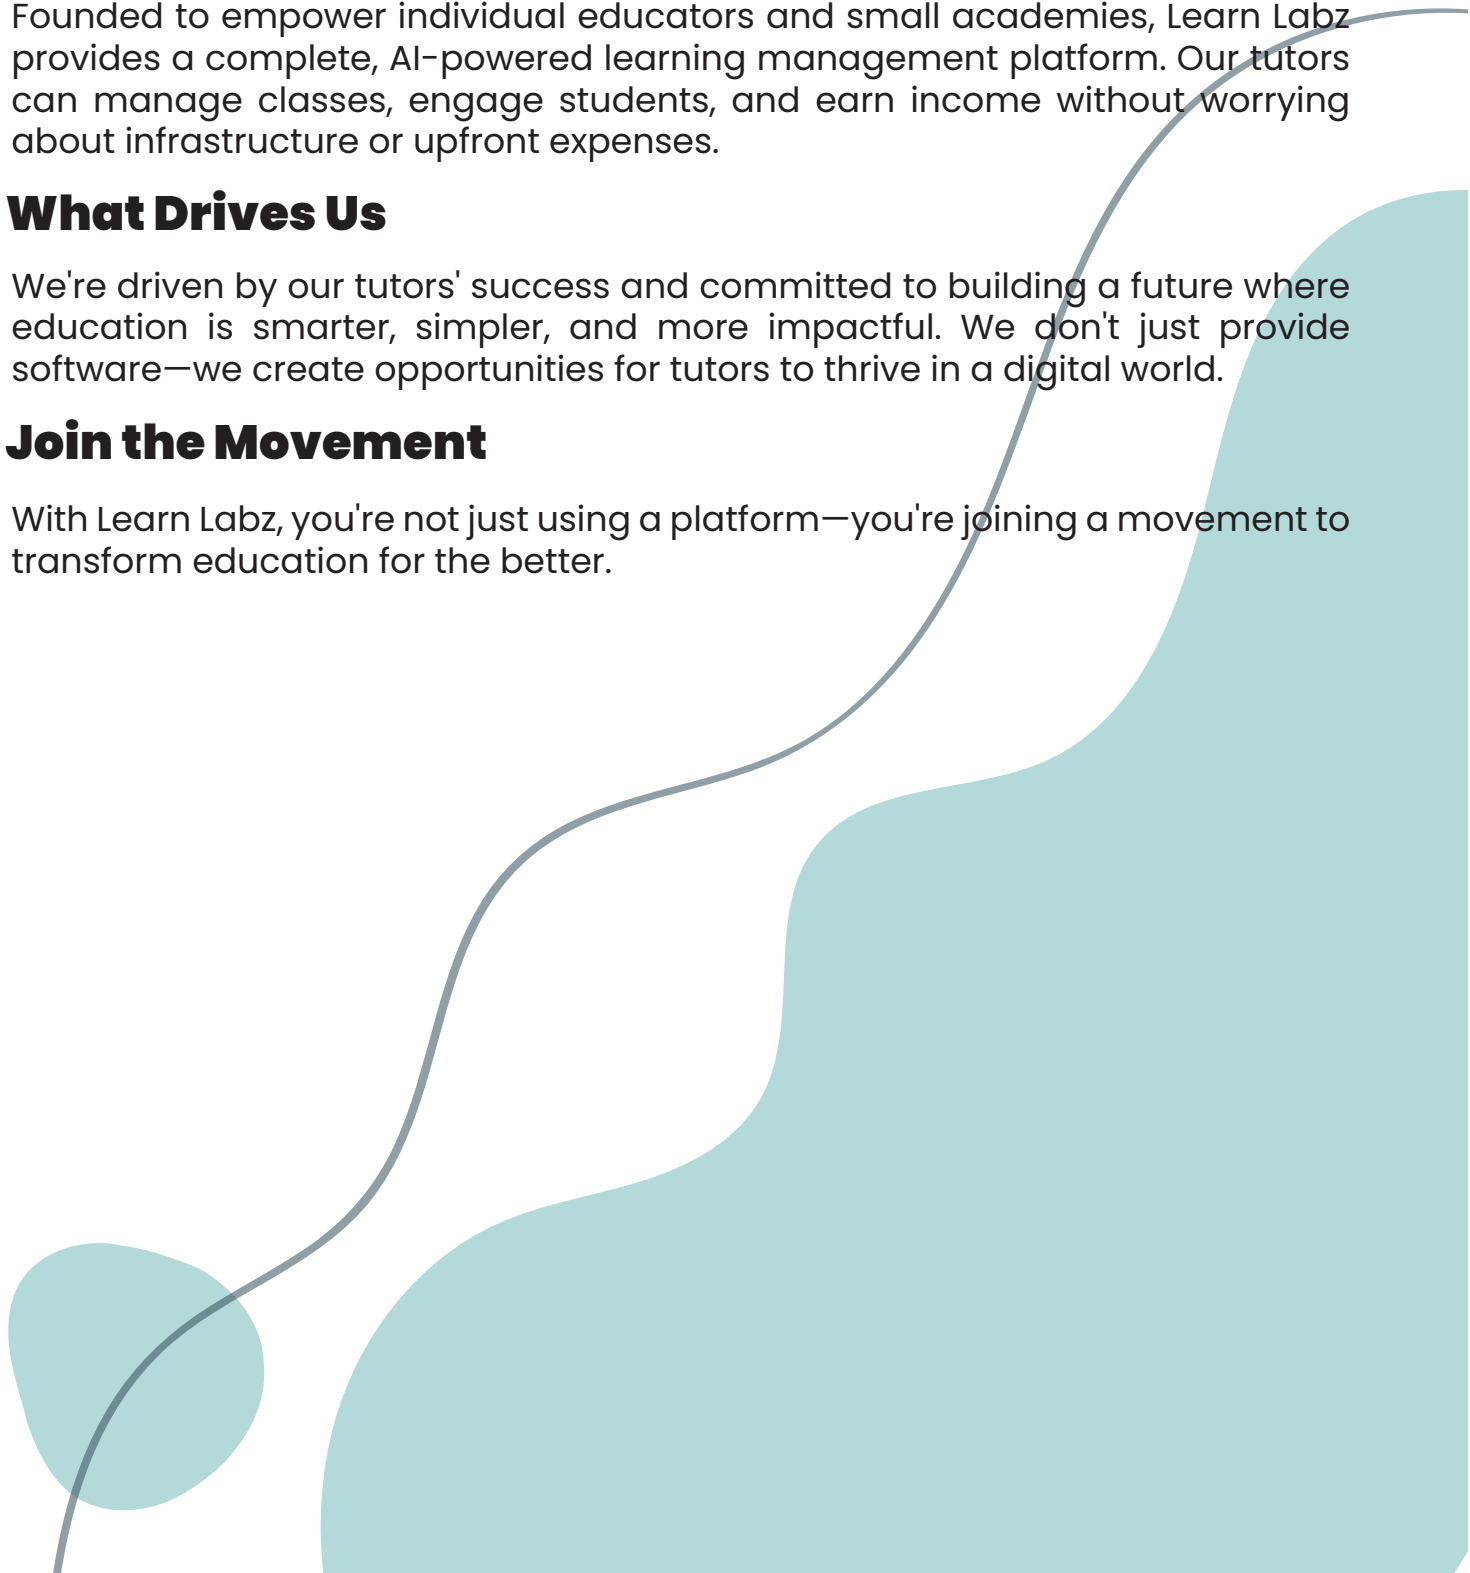 Founded to empower individual educators and small academies, Learn Labz
provides a complete, AI-powered learning management platform. Our tutors
can manage classes, engage students, and earn income without worrying
about infrastructure or upfront expenses.
What Drives Us
We're driven by our tutors' success and committed to building a future where
education is smarter, simpler, and more impactful. We don't just provide
software—we create opportunities for tutors to thrive in a digital world.
Join the Movement
With Learn Labz, you're not just using a platform—you're joining a movement to
transform education for the better.